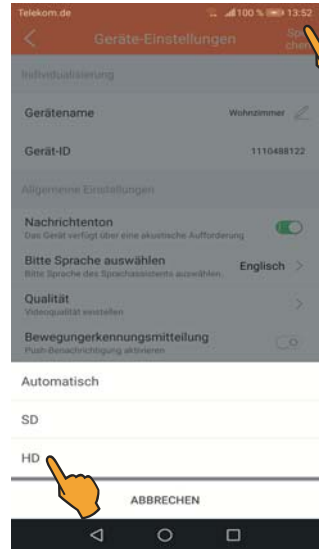 Telekom.de 100 % 13:52
Geräte-Einstellungen
Individualisierung
Gerätename Wohnzimmer
Gerät-ID 1110488122
Allgemeine Einstellungen
Nachrichtenton
Das Gerät verfügt über eine akustische Aufforderung
Bitte Sprache auswählen
Bitte Sprache des Sprachassistents auswählen. Englisch
Qualität
Videoqualität einstellen
Bewegungerkennungsmitteilung
Push-Benachrichtigung aktivieren
Automatisch
SD
HD
ABBRECHEN